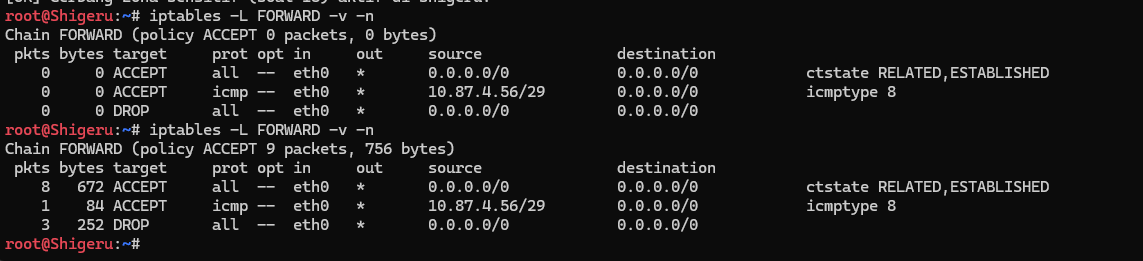 root@Shigeru:~# iptables -L FORWARD -v -n
Chain FORWARD (policy ACCEPT 0 packets, 0 bytes)
 pkts bytes target     prot opt in     out     source               destination
    0     0 ACCEPT     all  --  eth0   *       0.0.0.0/0            0.0.0.0/0            ctstate RELATED,ESTABLISHED
    0     0 ACCEPT     icmp --  eth0   *       10.87.4.56/29        0.0.0.0/0            icmptype 8
    0     0 DROP       all  --  eth0   *       0.0.0.0/0            0.0.0.0/0
root@Shigeru:~# iptables -L FORWARD -v -n
Chain FORWARD (policy ACCEPT 9 packets, 756 bytes)
 pkts bytes target     prot opt in     out     source               destination
    8   672 ACCEPT     all  --  eth0   *       0.0.0.0/0            0.0.0.0/0            ctstate RELATED,ESTABLISHED
    1    84 ACCEPT     icmp --  eth0   *       10.87.4.56/29        0.0.0.0/0            icmptype 8
    3   252 DROP       all  --  eth0   *       0.0.0.0/0            0.0.0.0/0
root@Shigeru:~#